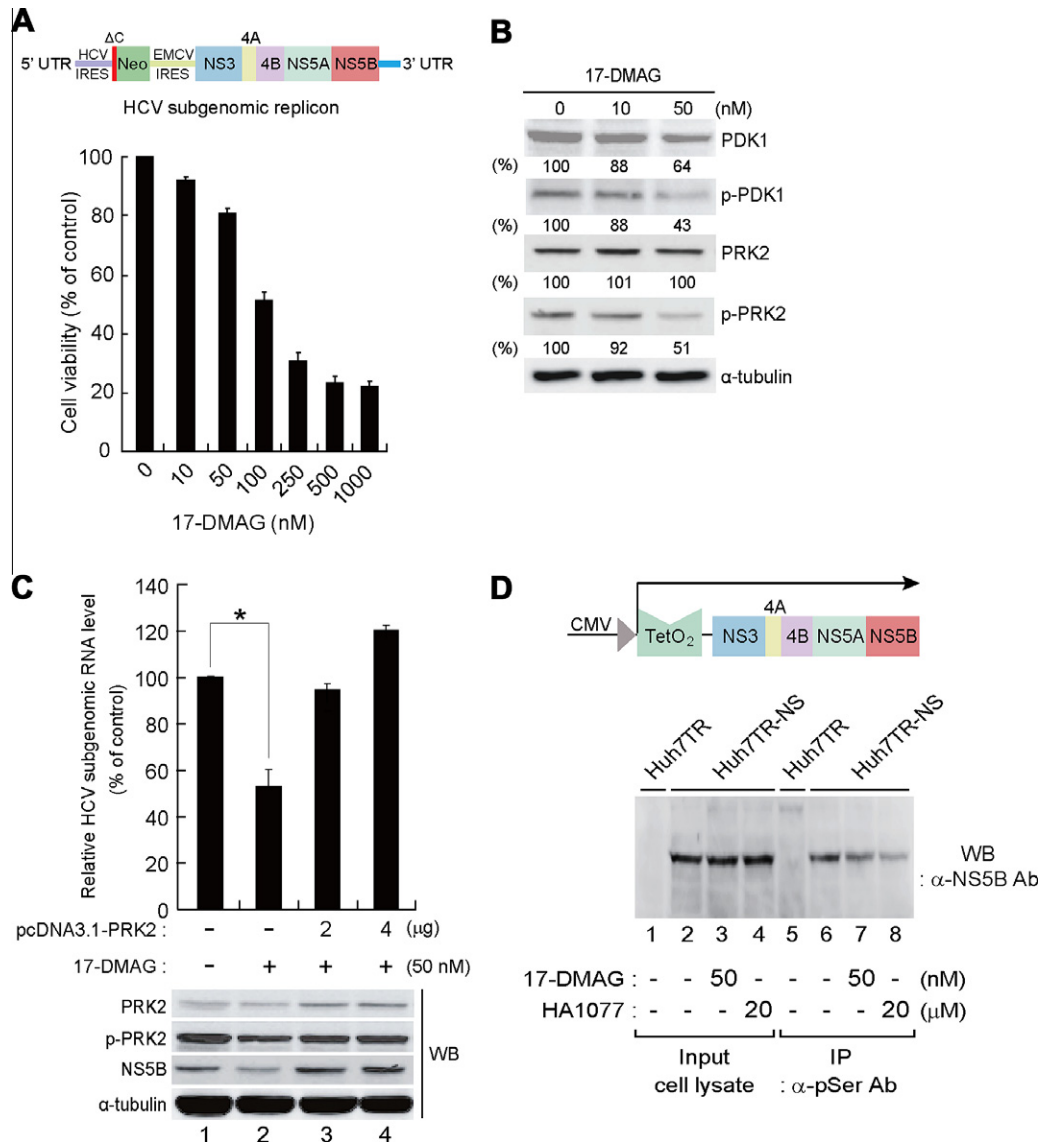 A
ΔC
4A
5' UTR HCV IRES Neo EMCV IRES NS3 4B NS5A NS5B 3' UTR
HCV subgenomic replicon
Cell viability (% of control)
100
80
60
40
20
0
0 10 50 100 250 500 1000
17-DMAG (nM)
B
17-DMAG
0 10 50 (nM)
PDK1
(%) 100 88 64
p-PDK1
(%) 100 88 43
PRK2
(%) 100 101 100
p-PRK2
(%) 100 92 51
α-tubulin
C
Relative HCV subgenomic RNA level
(% of control)
140
120
100
80
60
40
20
0
*
pcDNA3.1-PRK2 : - - 2 4 (μg)
17-DMAG : - + + + (50 nM)
PRK2
p-PRK2
NS5B
α-tubulin
WB
1 2 3 4
D
4A
CMV TetO2 NS3 4B NS5A NS5B
Huh7TR Huh7TR-NS Huh7TR Huh7TR-NS
WB
: α-NS5B Ab
1 2 3 4 5 6 7 8
17-DMAG : - - 50 - - - 50 - (nM)
HA1077 : - - - 20 - - - 20 (μM)
Input
cell lysate
IP
: α-pSer Ab